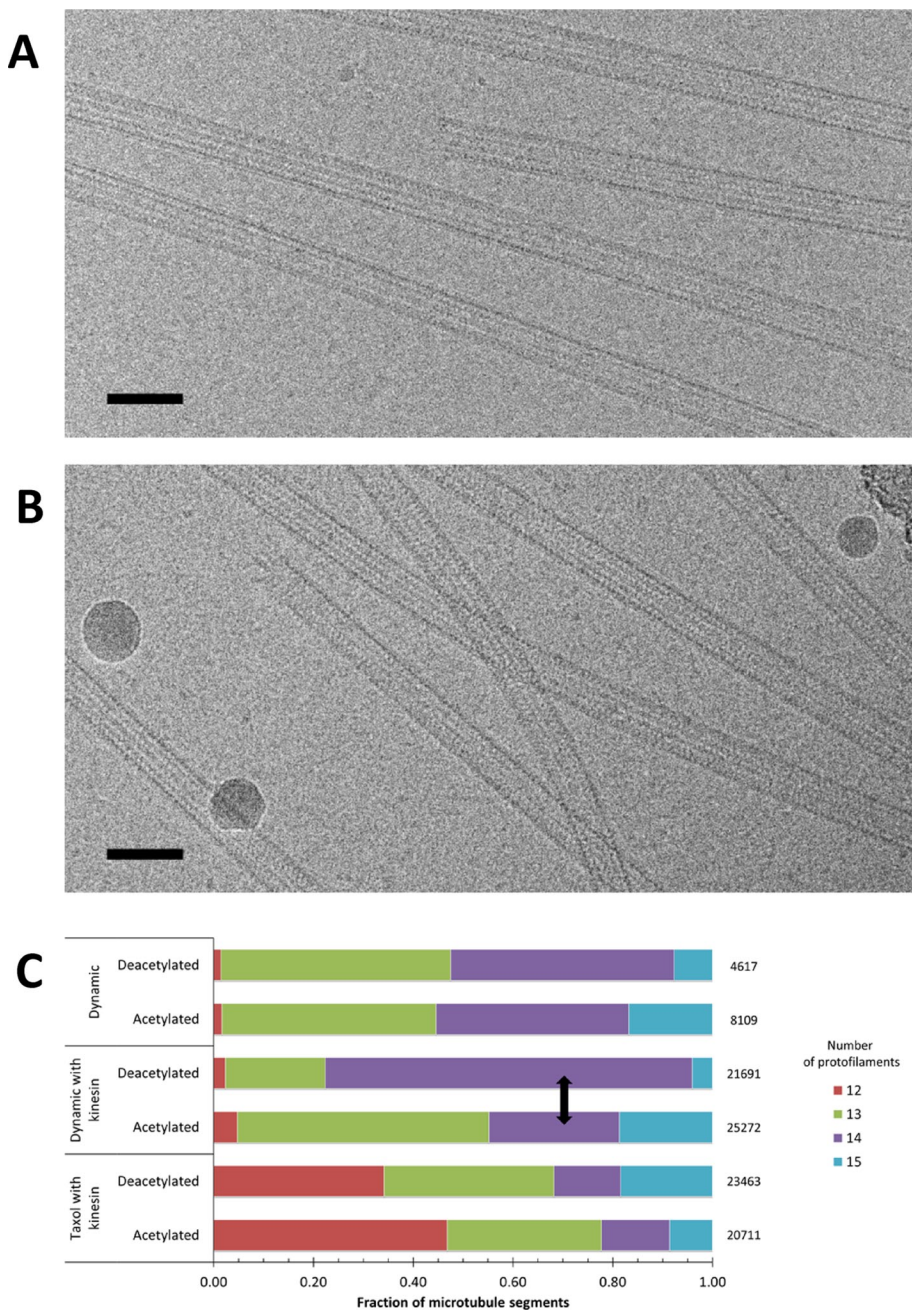 A
B
C
Dynamic
Deacetylated
4617
Acetylated
8109
Dynamic with
kinesin
Deacetylated
21691
Acetylated
25272
Taxol with
kinesin
Deacetylated
23463
Acetylated
20711
Number
of protofilaments
12
13
14
15
0.00 0.20 0.40 0.60 0.80 1.00
Fraction of microtubule segments